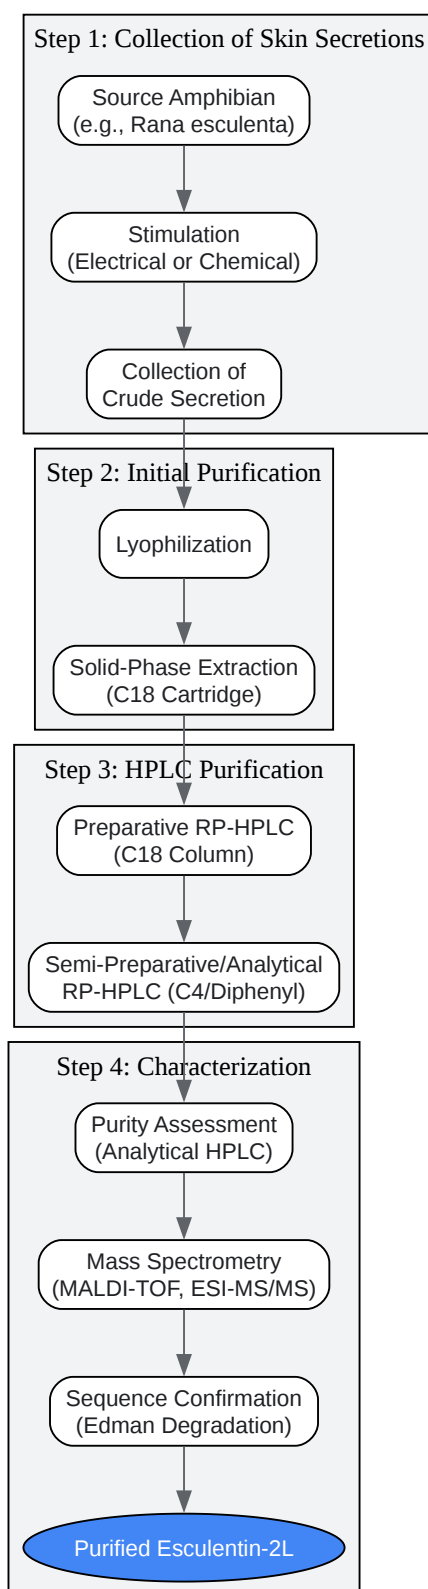 Step 1: Collection of Skin Secretions
Source Amphibian
(e.g., Rana esculenta)
Stimulation
(Electrical or Chemical)
Collection of
Crude Secretion
Step 2: Initial Purification
Lyophilization
Solid-Phase Extraction
(C18 Cartridge)
Step 3: HPLC Purification
Preparative RP-HPLC
(C18 Column)
Semi-Preparative/Analytical
RP-HPLC (C4/Diphenyl)
Step 4: Characterization
Purity Assessment
(Analytical HPLC)
Mass Spectrometry
(MALDI-TOF, ESI-MS/MS)
Sequence Confirmation
(Edman Degradation)
Purified Esculentin-2L